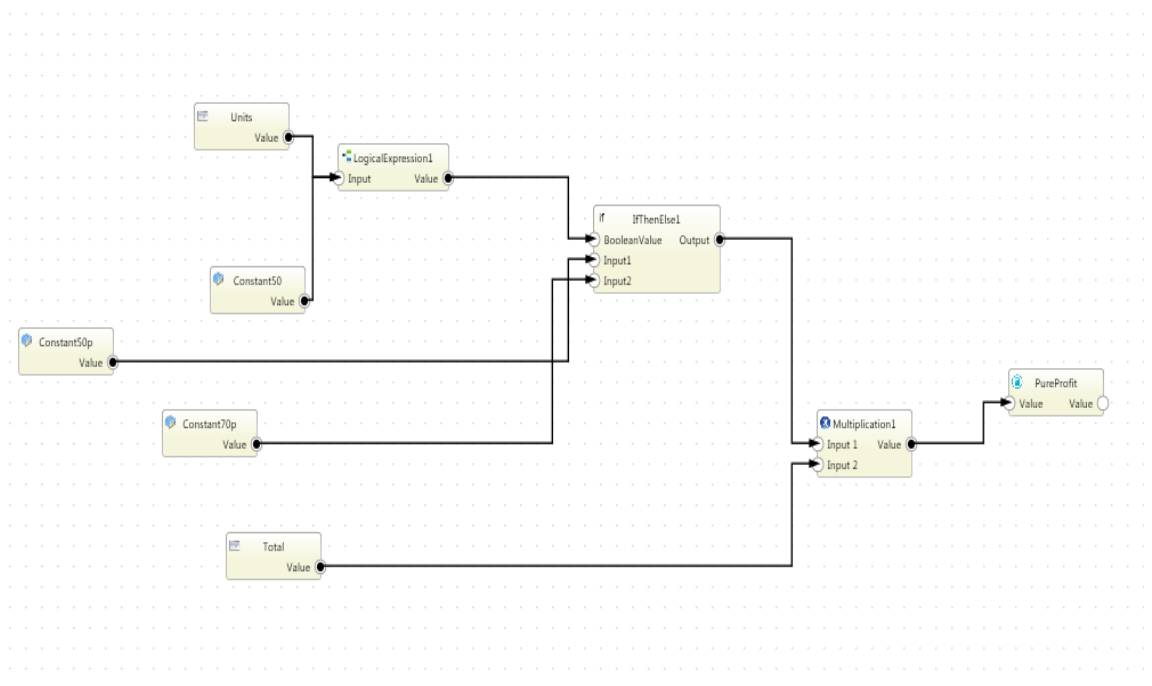 Units
Value
LogicalExpression1
Input Value
if IfThenElse1
BooleanValue Output
Input1
Input2
Constant50
Value
Constant50p
Value
Constant70p
Value
PureProfit
Value Value
Multiplication1
Input 1 Value
Input 2
Total
Value